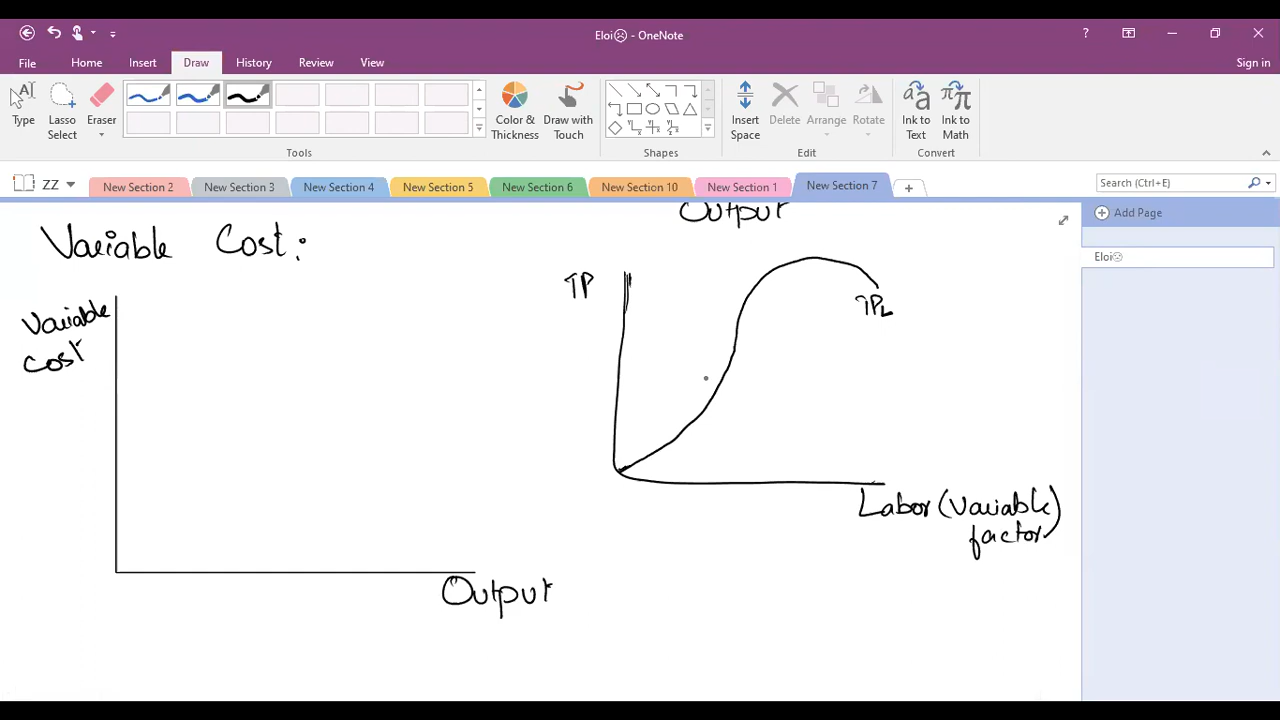 Eloi☹ - OneNote
?
File Home Insert Draw History Review View Sign in
Type
Lasso Select
Eraser
Color & Thickness
Draw with Touch
Insert Space
Delete
Arrange
Rotate
Ink to Text
Ink to Math
Tools Shapes Edit Convert
ZZ New Section 2 New Section 3 New Section 4 New Section 5 New Section 6 New Section 10 New Section 1 New Section 7 +
Search (Ctrl+E)
Add Page
Eloi☹
Output
Variable Cost:
TP
TPL
Variable
Cost
Labor (Variable)
factor
Output